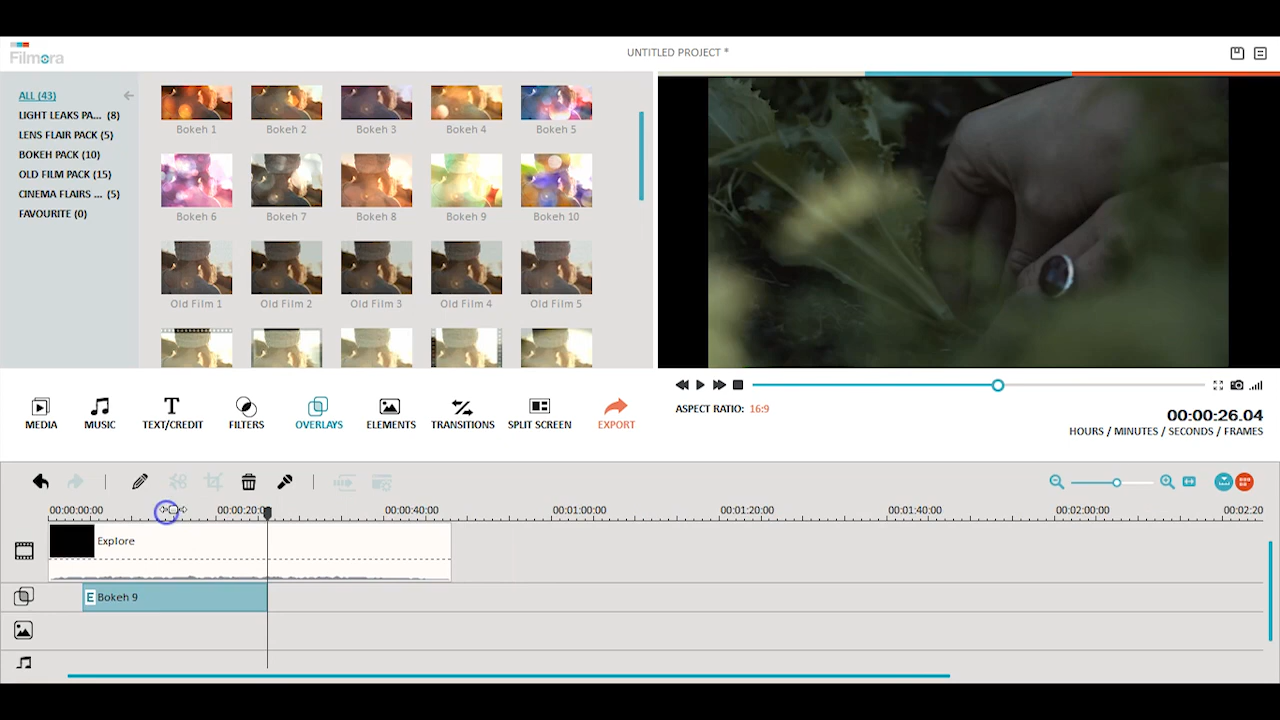 Filmora
UNTITLED PROJECT *
ALL (43)
LIGHT LEAKS PA... (8)
LENS FLAIR PACK (5)
BOKEH PACK (10)
OLD FILM PACK (15)
CINEMA FLAIRS ... (5)
FAVOURITE (0)
Bokeh 1 Bokeh 2 Bokeh 3 Bokeh 4 Bokeh 5
Bokeh 6 Bokeh 7 Bokeh 8 Bokeh 9 Bokeh 10
Old Film 1 Old Film 2 Old Film 3 Old Film 4 Old Film 5
ASPECT RATIO: 16:9
00:00:26.04
HOURS / MINUTES / SECONDS / FRAMES
MEDIA MUSIC TEXT/CREDIT FILTERS OVERLAYS ELEMENTS TRANSITIONS SPLIT SCREEN EXPORT
00:00:00:00 00:00:20:0 00:00:40:00 00:01:00:00 00:01:20:00 00:01:40:00 00:02:00:00 00:02:20
Explore
E Bokeh 9